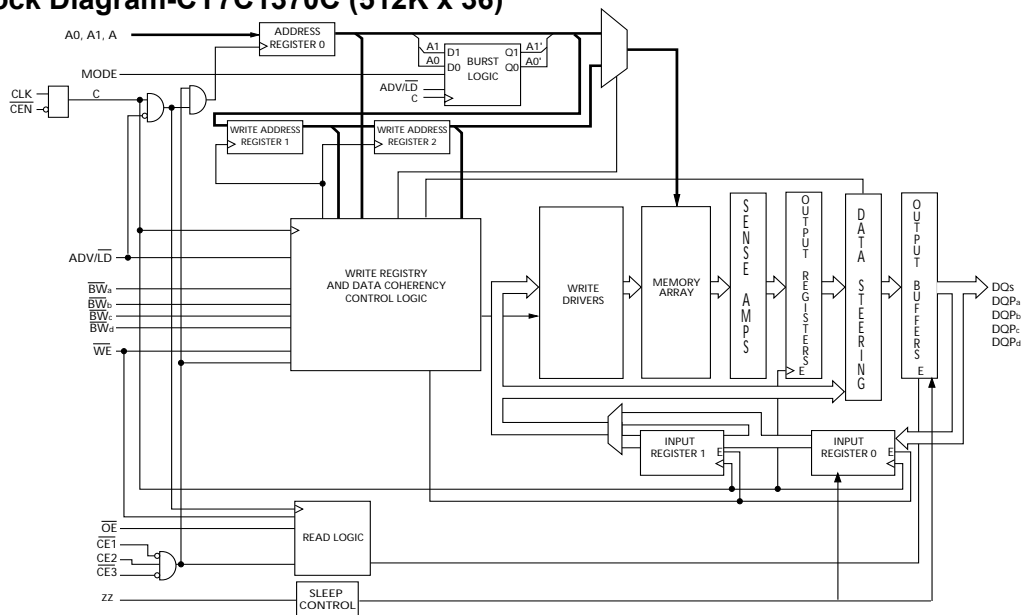 ock Diagram-CY7C1370C (512K x 36)
A0, A1, A
ADDRESS
REGISTER 0
A1
A0
D1
D0
BURST
LOGIC
Q1
Q0
A1'
A0'
MODE
ADV/LD
C
CLK
CEN
C
WRITE ADDRESS
REGISTER 1
WRITE ADDRESS
REGISTER 2
ADV/LD
BWa
BWb
BWc
BWd
WE
WRITE REGISTRY
AND DATA COHERENCY
CONTROL LOGIC
WRITE
DRIVERS
MEMORY
ARRAY
SENSE AMPS
OUTPUT REGISTERS
E
DATA STEERING
OUTPUT BUFFERS
E
DQs
DQPa
DQPb
DQPc
DQPd
INPUT
REGISTER 1
E
INPUT
REGISTER 0
E
OE
CE1
CE2
CE3
READ LOGIC
ZZ
SLEEP
CONTROL